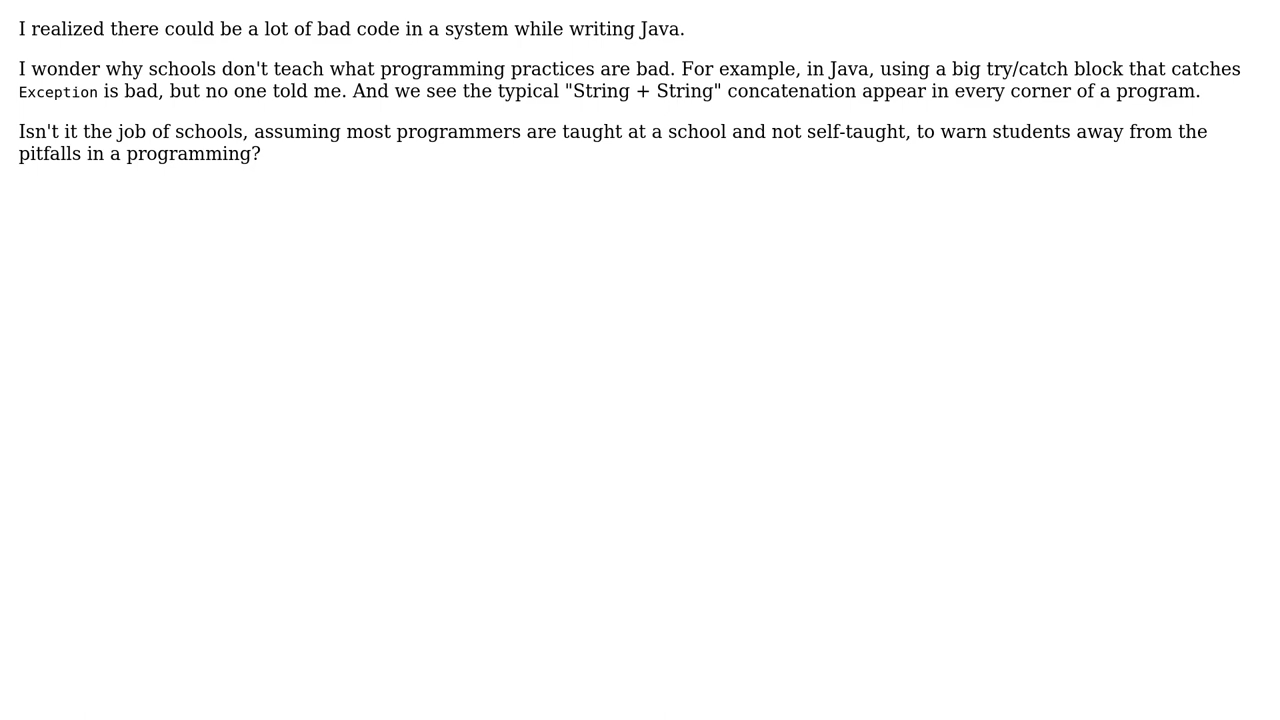 I realized there could be a lot of bad code in a system while writing Java.
I wonder why schools don't teach what programming practices are bad. For example, in Java, using a big try/catch block that catches
Exception is bad, but no one told me. And we see the typical "String + String" concatenation appear in every corner of a program.
Isn't it the job of schools, assuming most programmers are taught at a school and not self-taught, to warn students away from the
pitfalls in a programming?